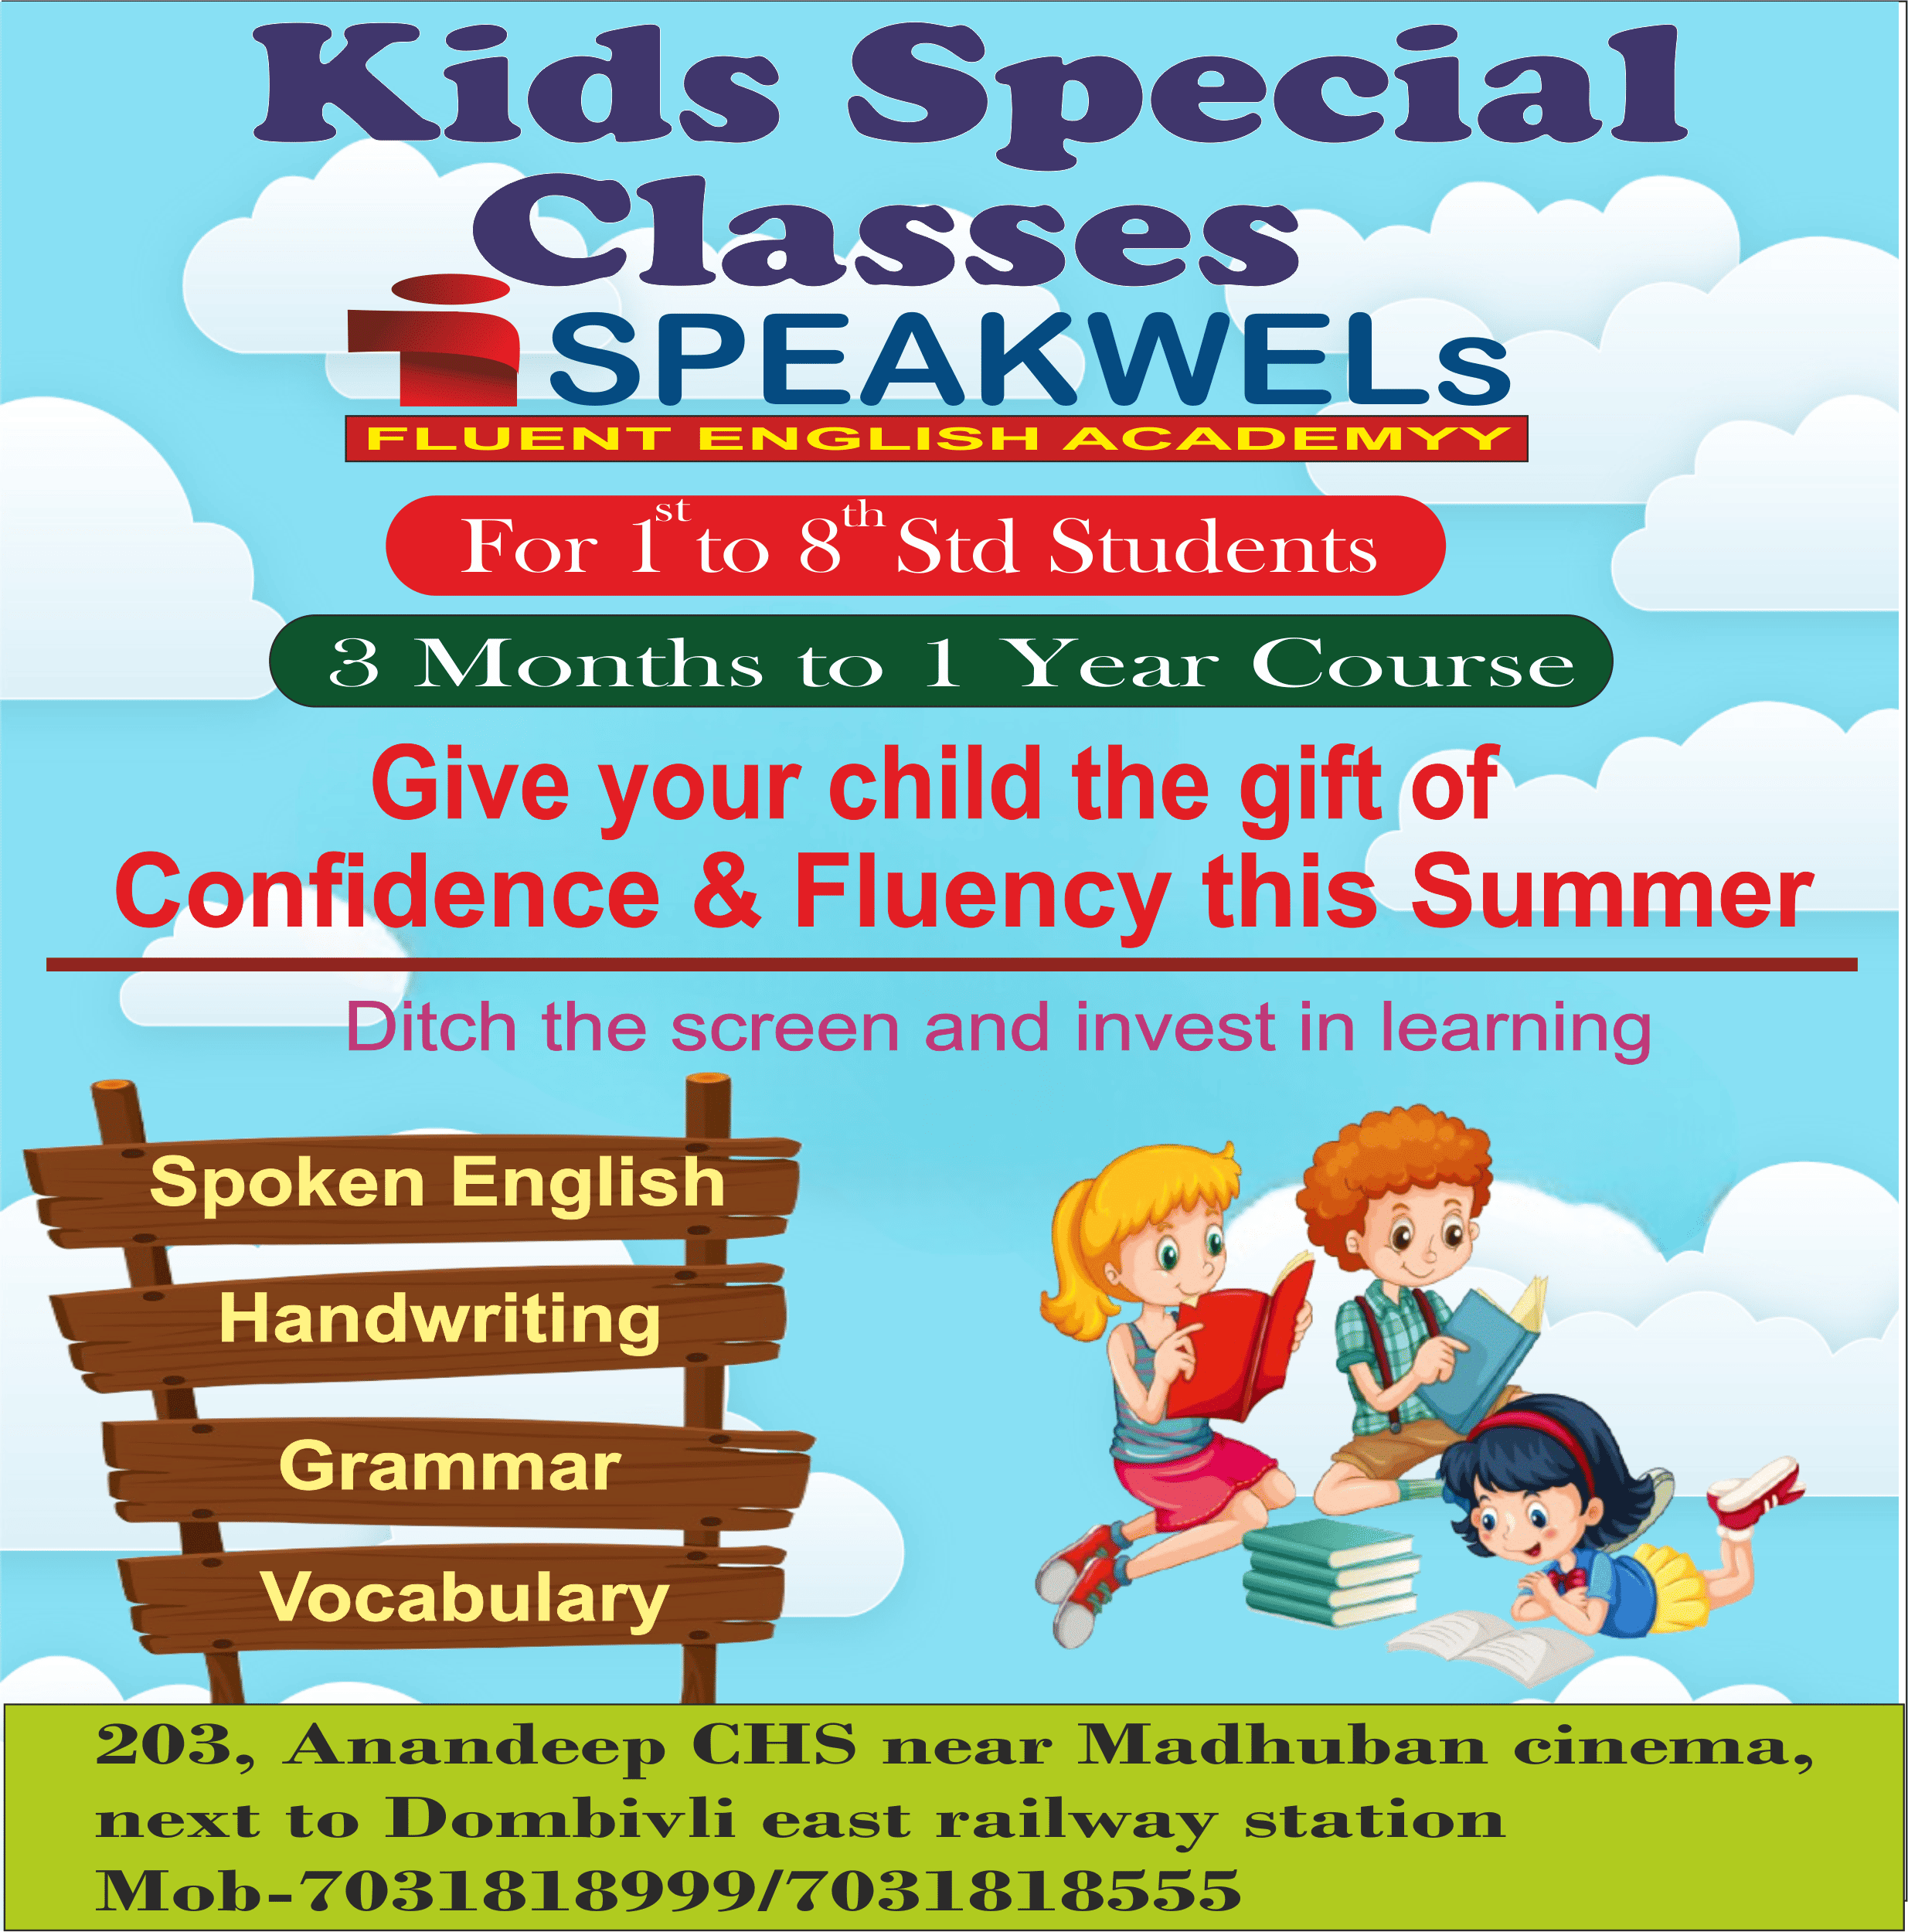 Kids Special
Classes
i SPEAKWELs
FLUENT ENGLISH ACADEMYY
For 1st to 8th Std Students
3 Months to 1 Year Course
Give your child the gift of
Confidence & Fluency this Summer
Ditch the screen and invest in learning
Spoken English
Handwriting
Grammar
Vocabulary
203, Anandeep CHS near Madhuban cinema,
next to Dombivli east railway station
Mob-7031818999/7031818555